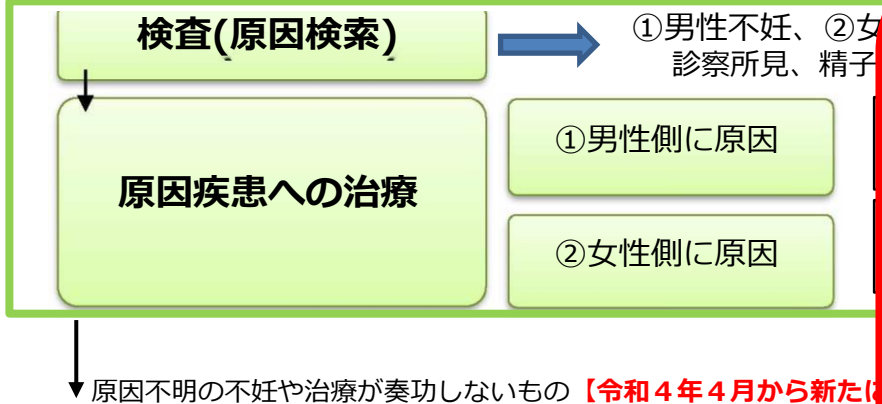 検査(原因検索)
①男性不妊、②女
診察所見、精子
原因疾患への治療
①男性側に原因
②女性側に原因
原因不明の不妊や治療が奏功しないもの【令和４年４月から新たに